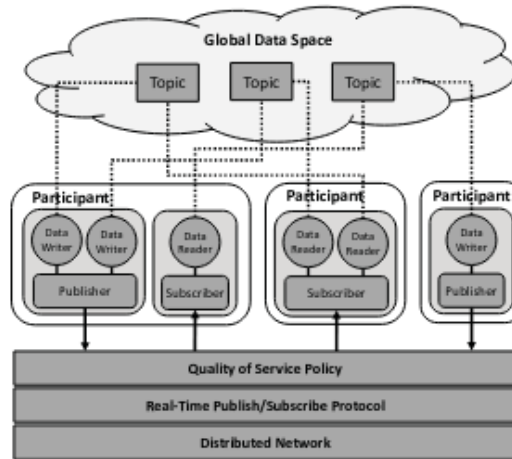 Global Data Space
Topic
Topic
Topic
Participant
Participant
Participant
Data
Writer
Data
Writer
Data
Reader
Data
Reader
Data
Reader
Data
Writer
Publisher
Subscriber
Subscriber
Publisher
Quality of Service Policy
Real-Time Publish/Subscribe Protocol
Distributed Network